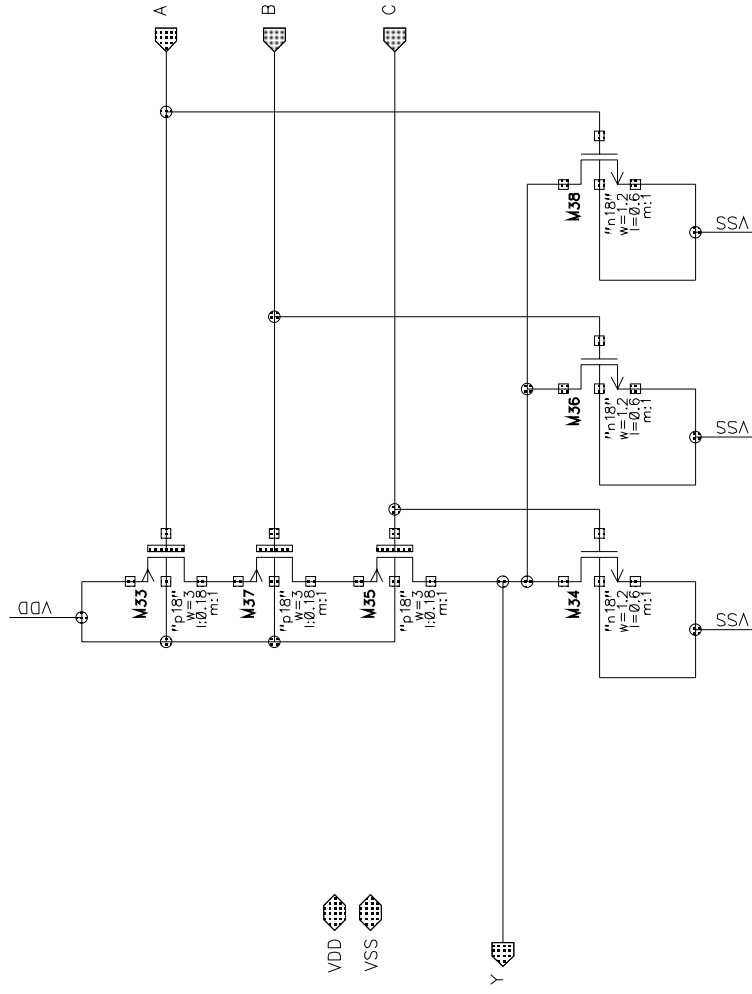 A
B
C
VDD
M33
"p18"
w=3
l:0.18
m:1
M37
"p18"
w=3
l:0.18
m:1
M35
"p18"
w=3
l:0.18
m:1
M38
"n18"
w=1.2
l=0.6
m:1
VSS
M36
"n18"
w=1.2
l=0.6
m:1
VSS
M34
"n18"
w=1.2
l=0.6
m:1
VSS
VDD
VSS
Y